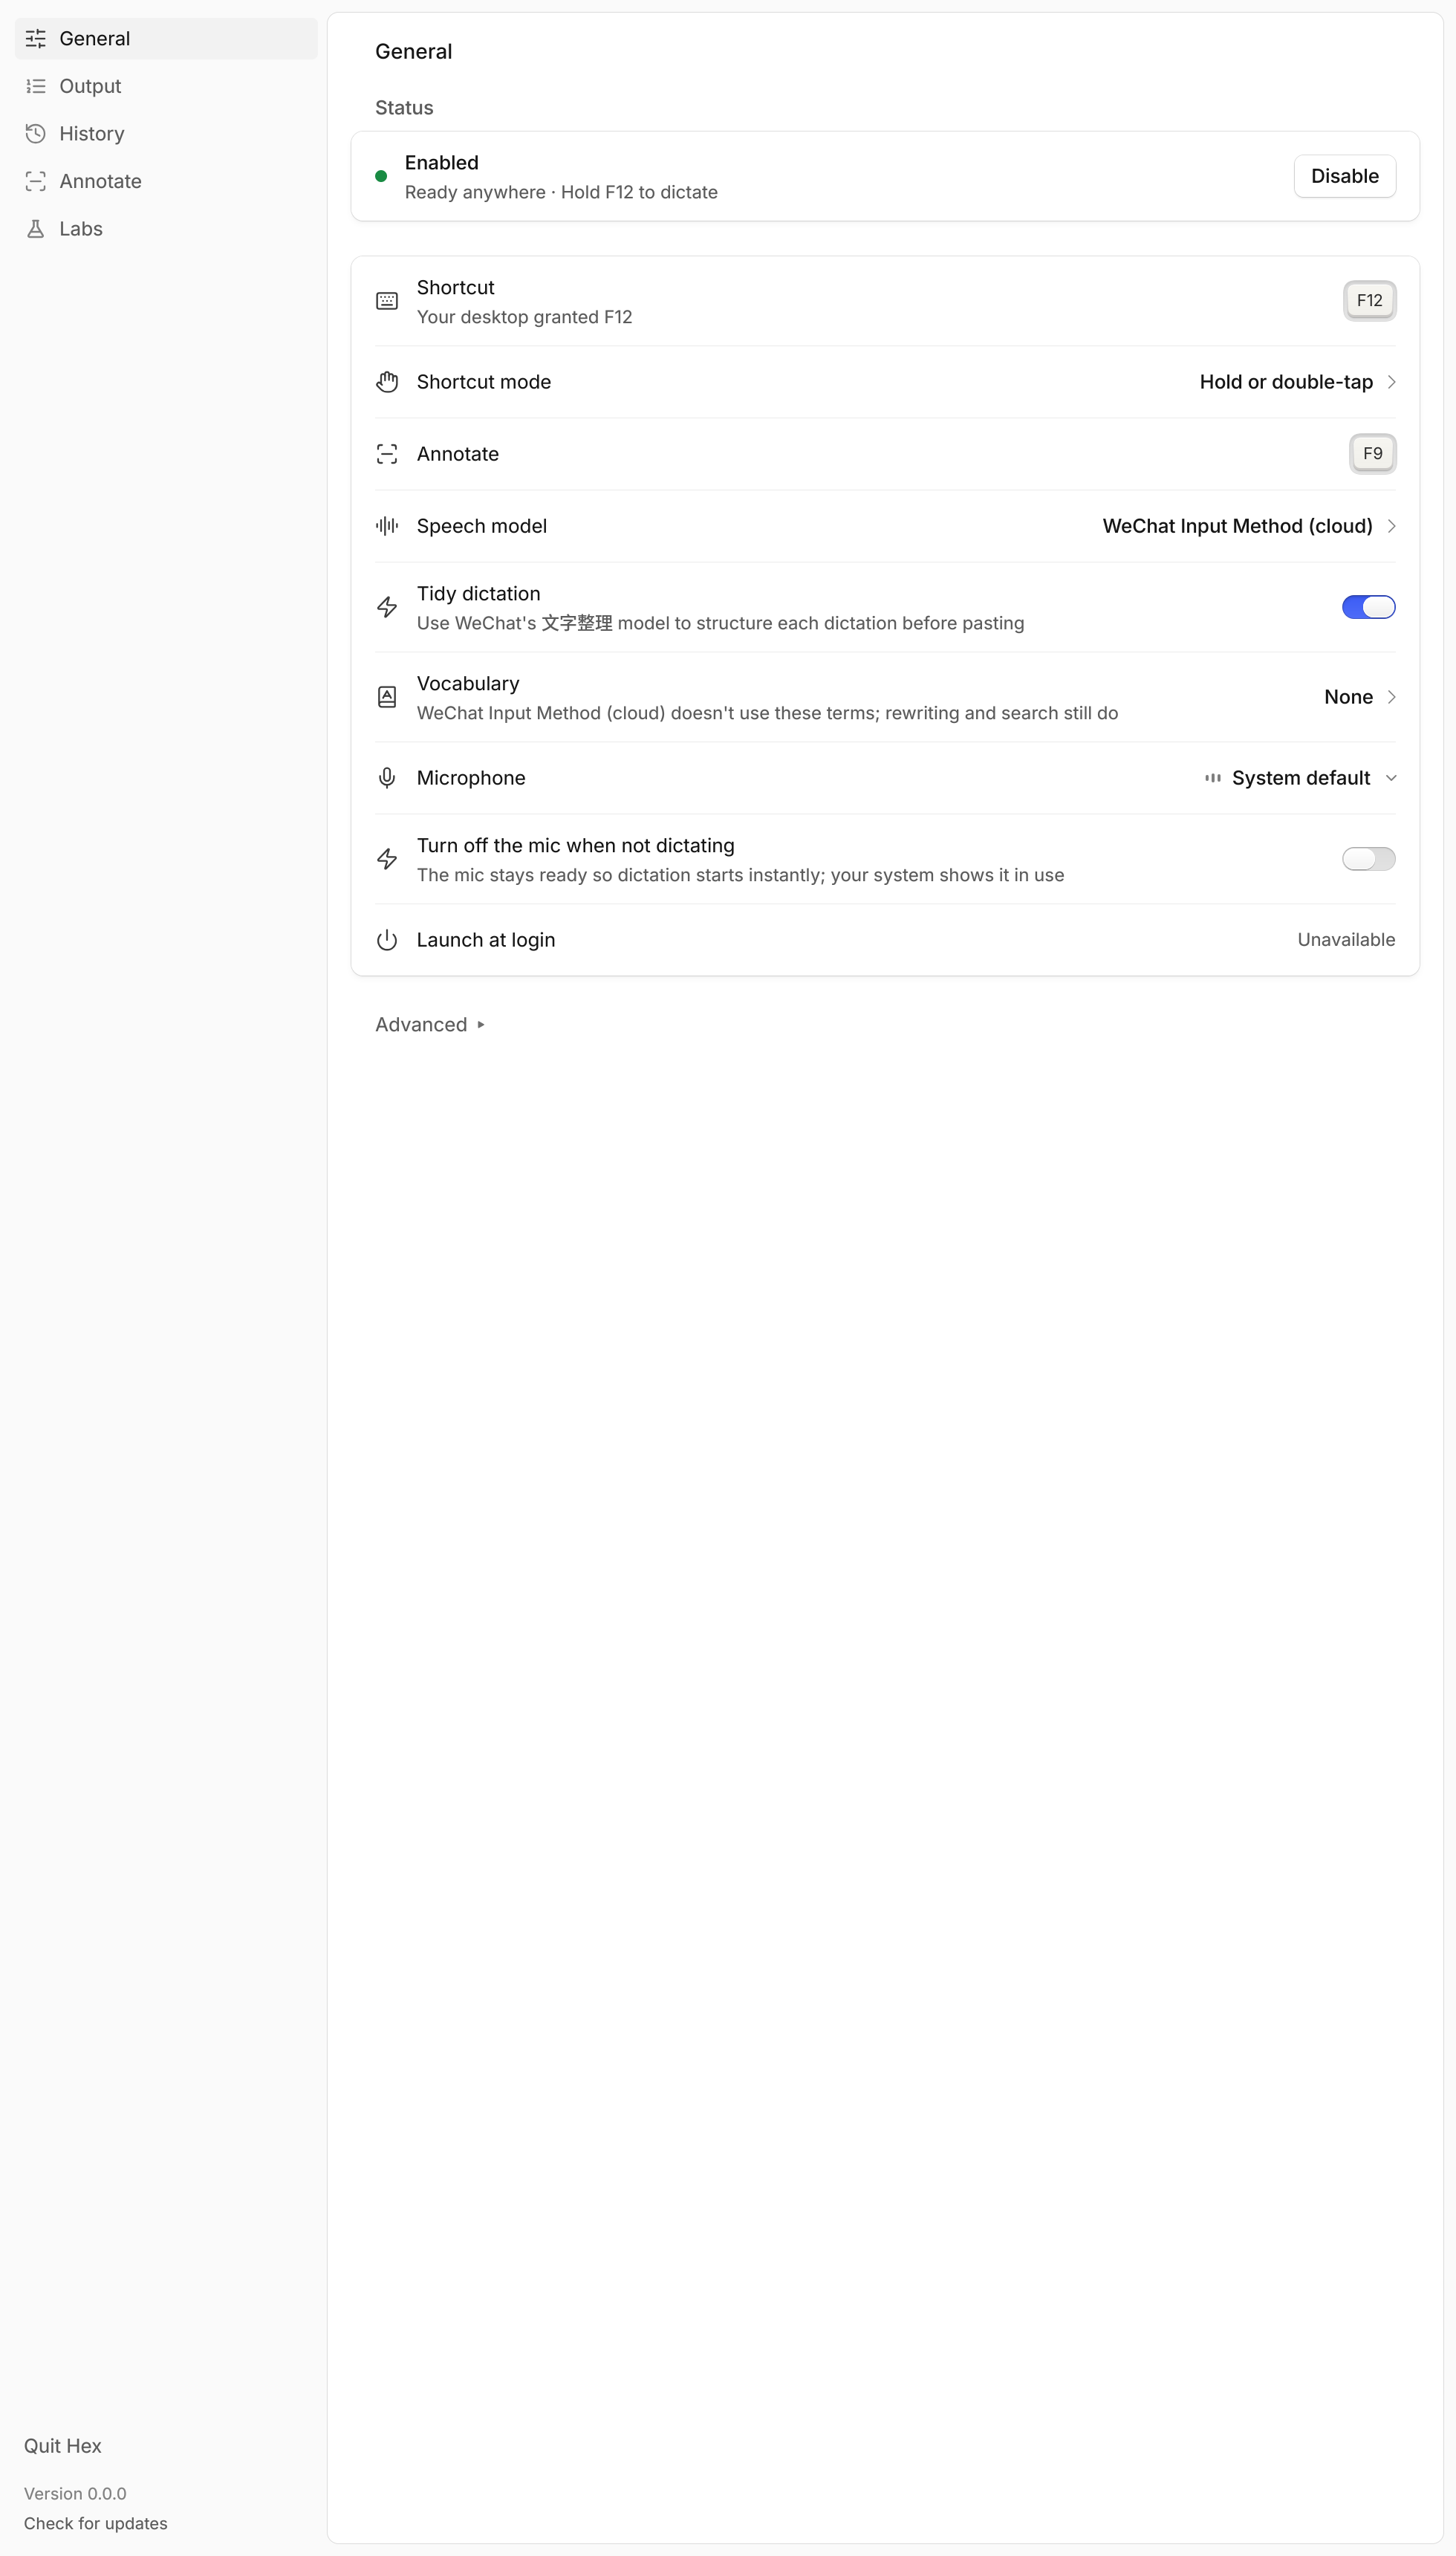 General
Output
History
Annotate
Labs
General
Status
Enabled
Ready anywhere · Hold F12 to dictate
Disable
Shortcut
Your desktop granted F12
F12
Shortcut mode
Hold or double-tap
Annotate
F9
Speech model
WeChat Input Method (cloud)
Tidy dictation
Use WeChat's 文字整理 model to structure each dictation before pasting
Vocabulary
WeChat Input Method (cloud) doesn't use these terms; rewriting and search still do
None
Microphone
System default
Turn off the mic when not dictating
The mic stays ready so dictation starts instantly; your system shows it in use
Launch at login
Unavailable
Advanced
Quit Hex
Version 0.0.0
Check for updates